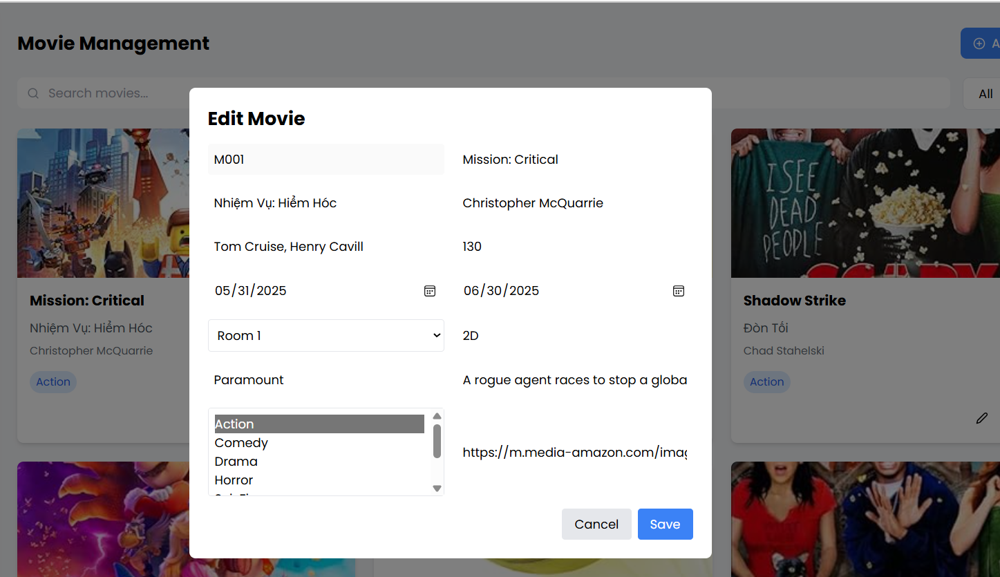 Movie Management
A
Search movies...
All
Edit Movie
M001
Mission: Critical
Nhiệm Vụ: Hiểm Hóc
Christopher McQuarrie
Tom Cruise, Henry Cavill
130
05/31/2025
06/30/2025
Room 1
2D
Paramount
A rogue agent races to stop a globa
Action
Comedy
Drama
Horror
https://m.media-amazon.com/imag
Cancel
Save
Mission: Critical
Nhiệm Vụ: Hiểm Hóc
Christopher McQuarrie
Action
I SEE
DEAD
PEOPLE
SCARY
Shadow Strike
Đòn Tối
Chad Stahelski
Action